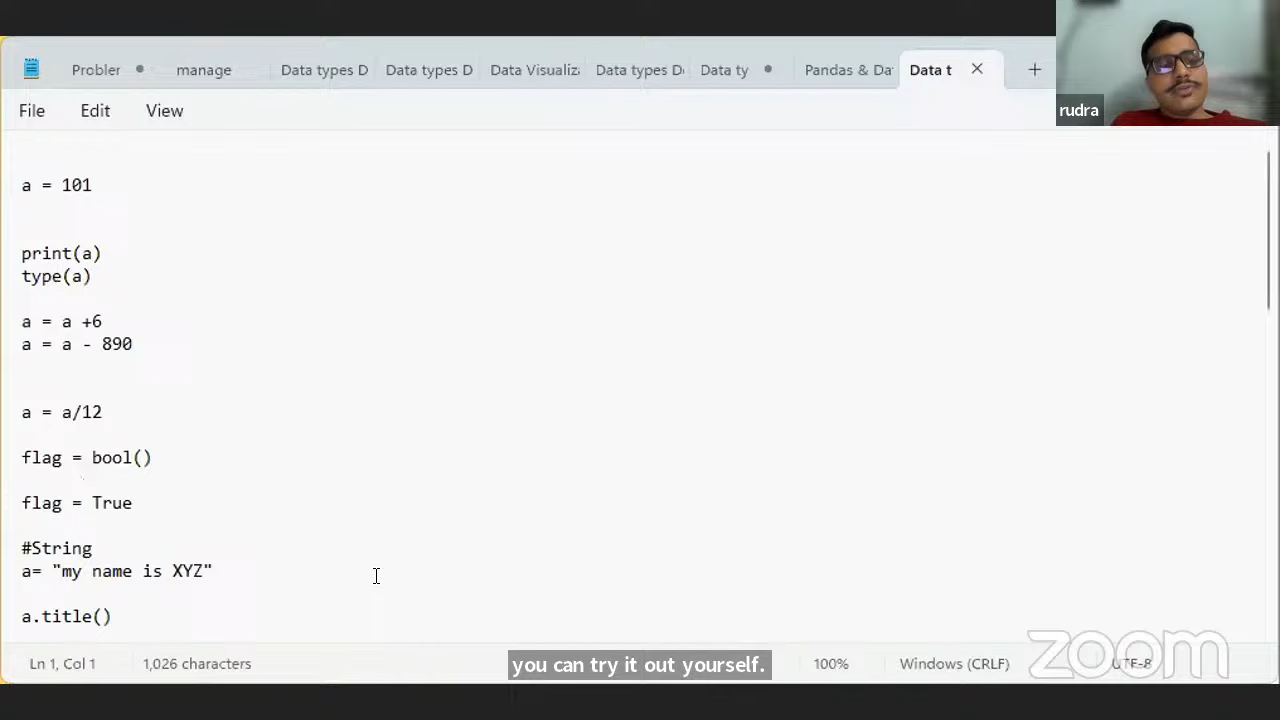 Probler manage Data types D Data types D Data Visualiz Data types D Data ty Pandas & Da Data t
rudra
File Edit View
a = 101
print(a)
type(a)
a = a +6
a = a - 890
a = a/12
flag = bool()
flag = True
#String
a= "my name is XYZ"
a.title()
Ln 1, Col 1 1,026 characters 100% Windows (CRLF) UTF-8
zoom
you can try it out yourself.